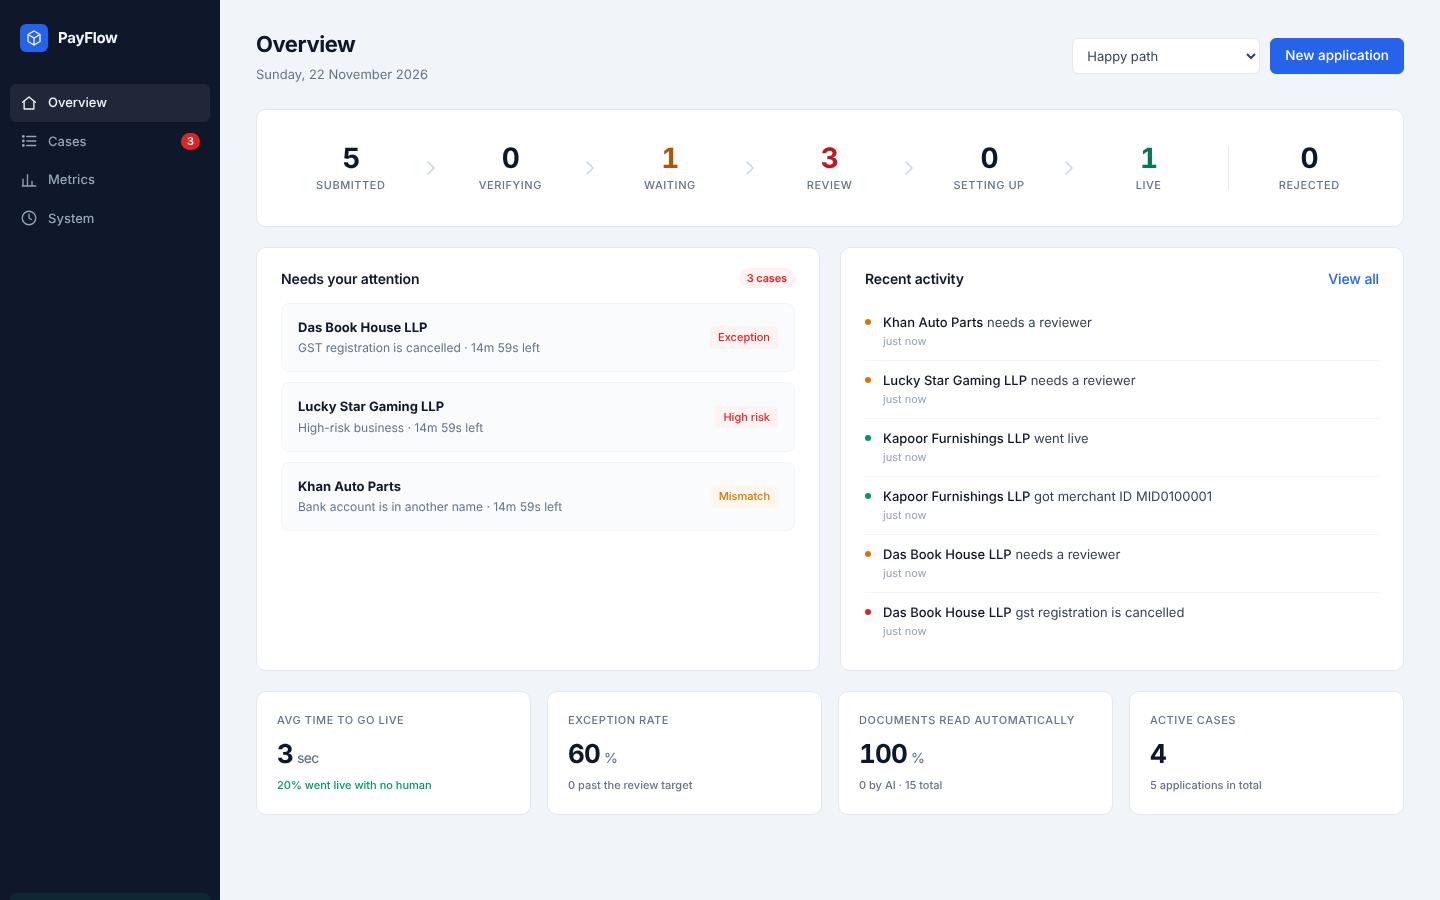 PayFlow
Overview
Cases 3
Metrics
System
Overview
Sunday, 22 November 2026
Happy path
New application
5
SUBMITTED
0
VERIFYING
1
WAITING
3
REVIEW
0
SETTING UP
1
LIVE
0
REJECTED
Needs your attention
3 cases
Das Book House LLP
GST registration is cancelled · 14m 59s left
Exception
Lucky Star Gaming LLP
High-risk business · 14m 59s left
High risk
Khan Auto Parts
Bank account is in another name · 14m 59s left
Mismatch
Recent activity
View all
Khan Auto Parts needs a reviewer
just now
Lucky Star Gaming LLP needs a reviewer
just now
Kapoor Furnishings LLP went live
just now
Kapoor Furnishings LLP got merchant ID MID0100001
just now
Das Book House LLP needs a reviewer
just now
Das Book House LLP gst registration is cancelled
just now
AVG TIME TO GO LIVE
3 sec
20% went live with no human
EXCEPTION RATE
60 %
0 past the review target
DOCUMENTS READ AUTOMATICALLY
100 %
0 by AI · 15 total
ACTIVE CASES
4
5 applications in total